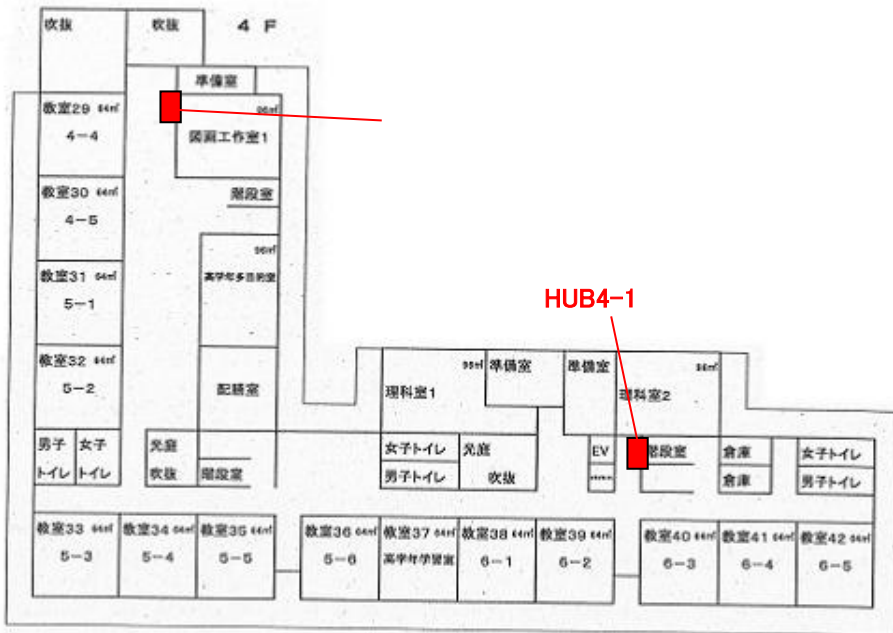 吹抜
吹抜
4 F
準備室
教室29 64㎡
4-4
96㎡
図画工作室1
教室30 64㎡
4-5
階段室
96㎡
高学年多目的室
教室31 64㎡
5-1
HUB4-1
教室32 64㎡
5-2
配膳室
96㎡
理科室1
準備室
準備室
96㎡
理科室2
男子
トイレ
女子
トイレ
光庭
吹抜
階段室
女子トイレ
男子トイレ
光庭
吹抜
EV
階段室
倉庫
倉庫
女子トイレ
男子トイレ
教室33 64㎡
5-3
教室34 64㎡
5-4
教室35 64㎡
5-5
教室36 64㎡
5-6
教室37 64㎡
高学年学習室
教室38 64㎡
6-1
教室39 64㎡
6-2
教室40 64㎡
6-3
教室41 64㎡
6-4
教室42 64㎡
6-5